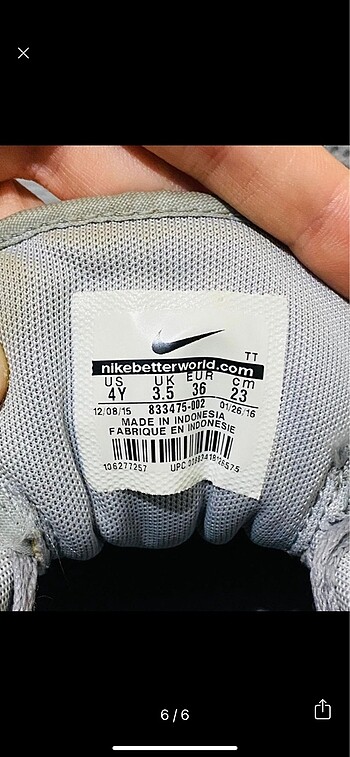 TT
nikebetterworld.com
US UK EUR cm
4Y 3.5 36 23
12/08/15 833475-002 01/26/16
MADE IN INDONESIA
FABRIQUE EN INDONESIE
106277257 UPC
6/6